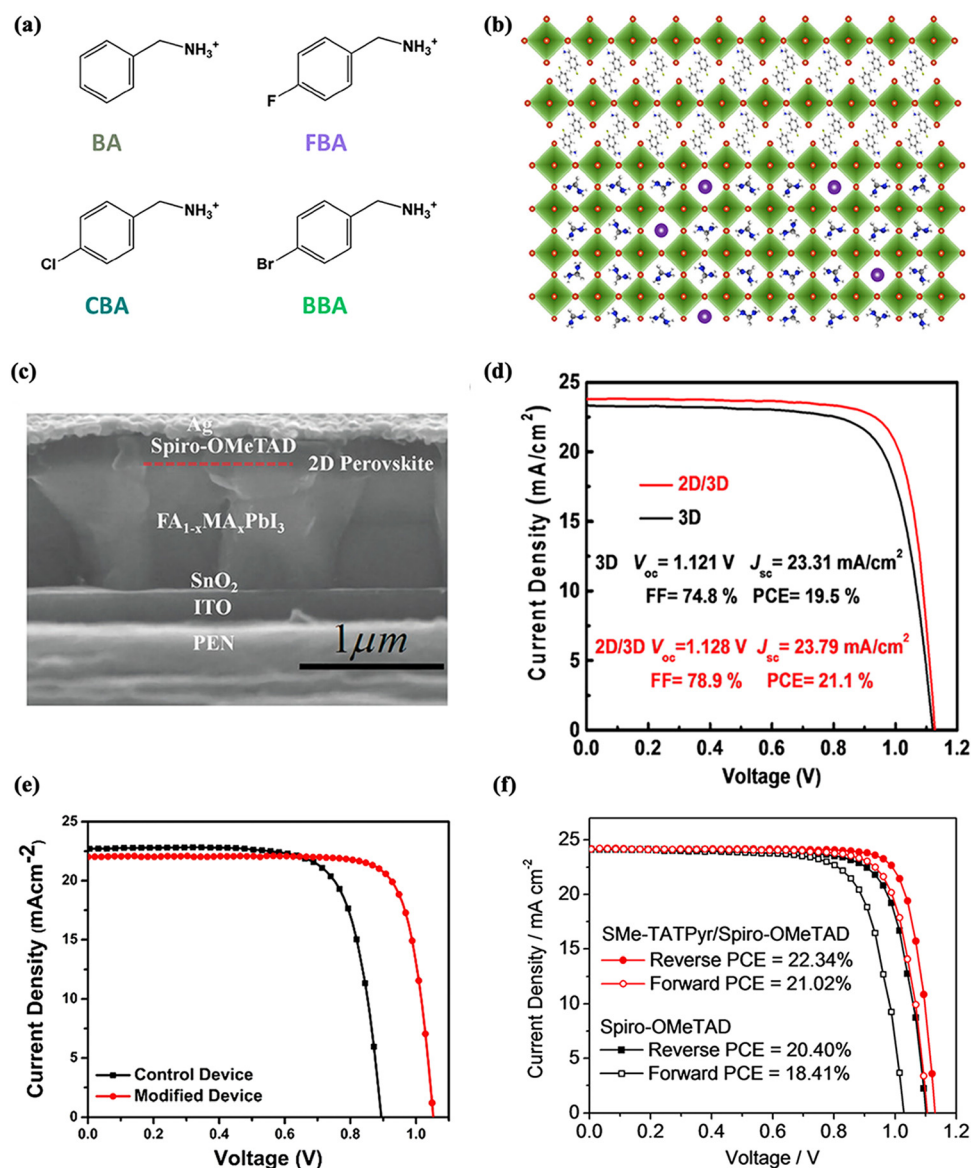 (a)
NH₃⁺
BA
NH₃⁺
F
FBA
NH₃⁺
Cl
CBA
NH₃⁺
Br
BBA
(b)
(c)
Ag
Spiro-OMeTAD
2D Perovskite
FA₁₋ₓMAₓPbI₃
SnO₂
ITO
PEN
1μm
(d)
Current Density (mA/cm²)
25
20
15
10
5
0
2D/3D
3D
3D Voc= 1.121 V Jsc= 23.31 mA/cm²
FF= 74.8 % PCE= 19.5 %
2D/3D Voc=1.128 V Jsc= 23.79 mA/cm²
FF= 78.9 % PCE= 21.1 %
0.0 0.2 0.4 0.6 0.8 1.0 1.2
Voltage (V)
(e)
Current Density (mAcm⁻²)
25
20
15
10
5
0
Control Device
Modified Device
0.0 0.2 0.4 0.6 0.8 1.0
Voltage (V)
(f)
Current Density / mA cm⁻²
30
25
20
15
10
5
0
SMe-TATPyr/Spiro-OMeTAD
Reverse PCE = 22.34%
Forward PCE = 21.02%
Spiro-OMeTAD
Reverse PCE = 20.40%
Forward PCE = 18.41%
0.0 0.2 0.4 0.6 0.8 1.0 1.2
Voltage / V